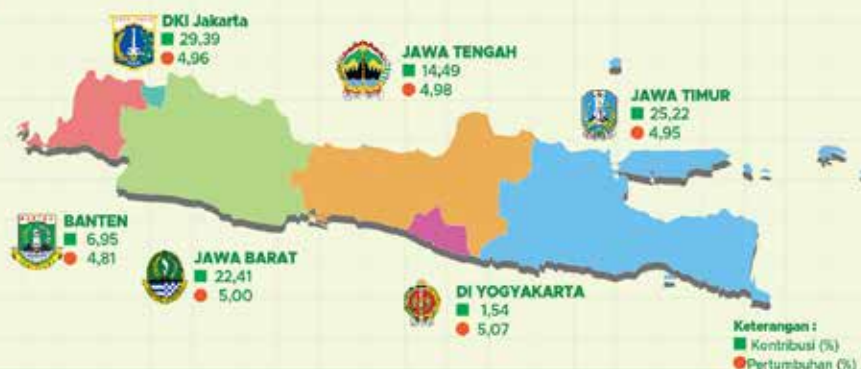 DKI Jakarta
29,39
4,96
JAWA TENGAH
14,49
4,98
JAWA TIMUR
25,22
4,95
BANTEN
6,95
4,81
JAWA BARAT
22,41
5,00
DI YOGYAKARTA
1,54
5,07
Keterangan :
Kontribusi (%)
Pertumbuhan (%)